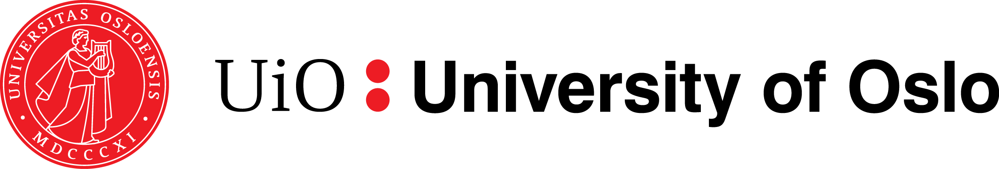 UNIVERSITAS OSLOENSIS
• MDCCCXI •
UiO : University of Oslo